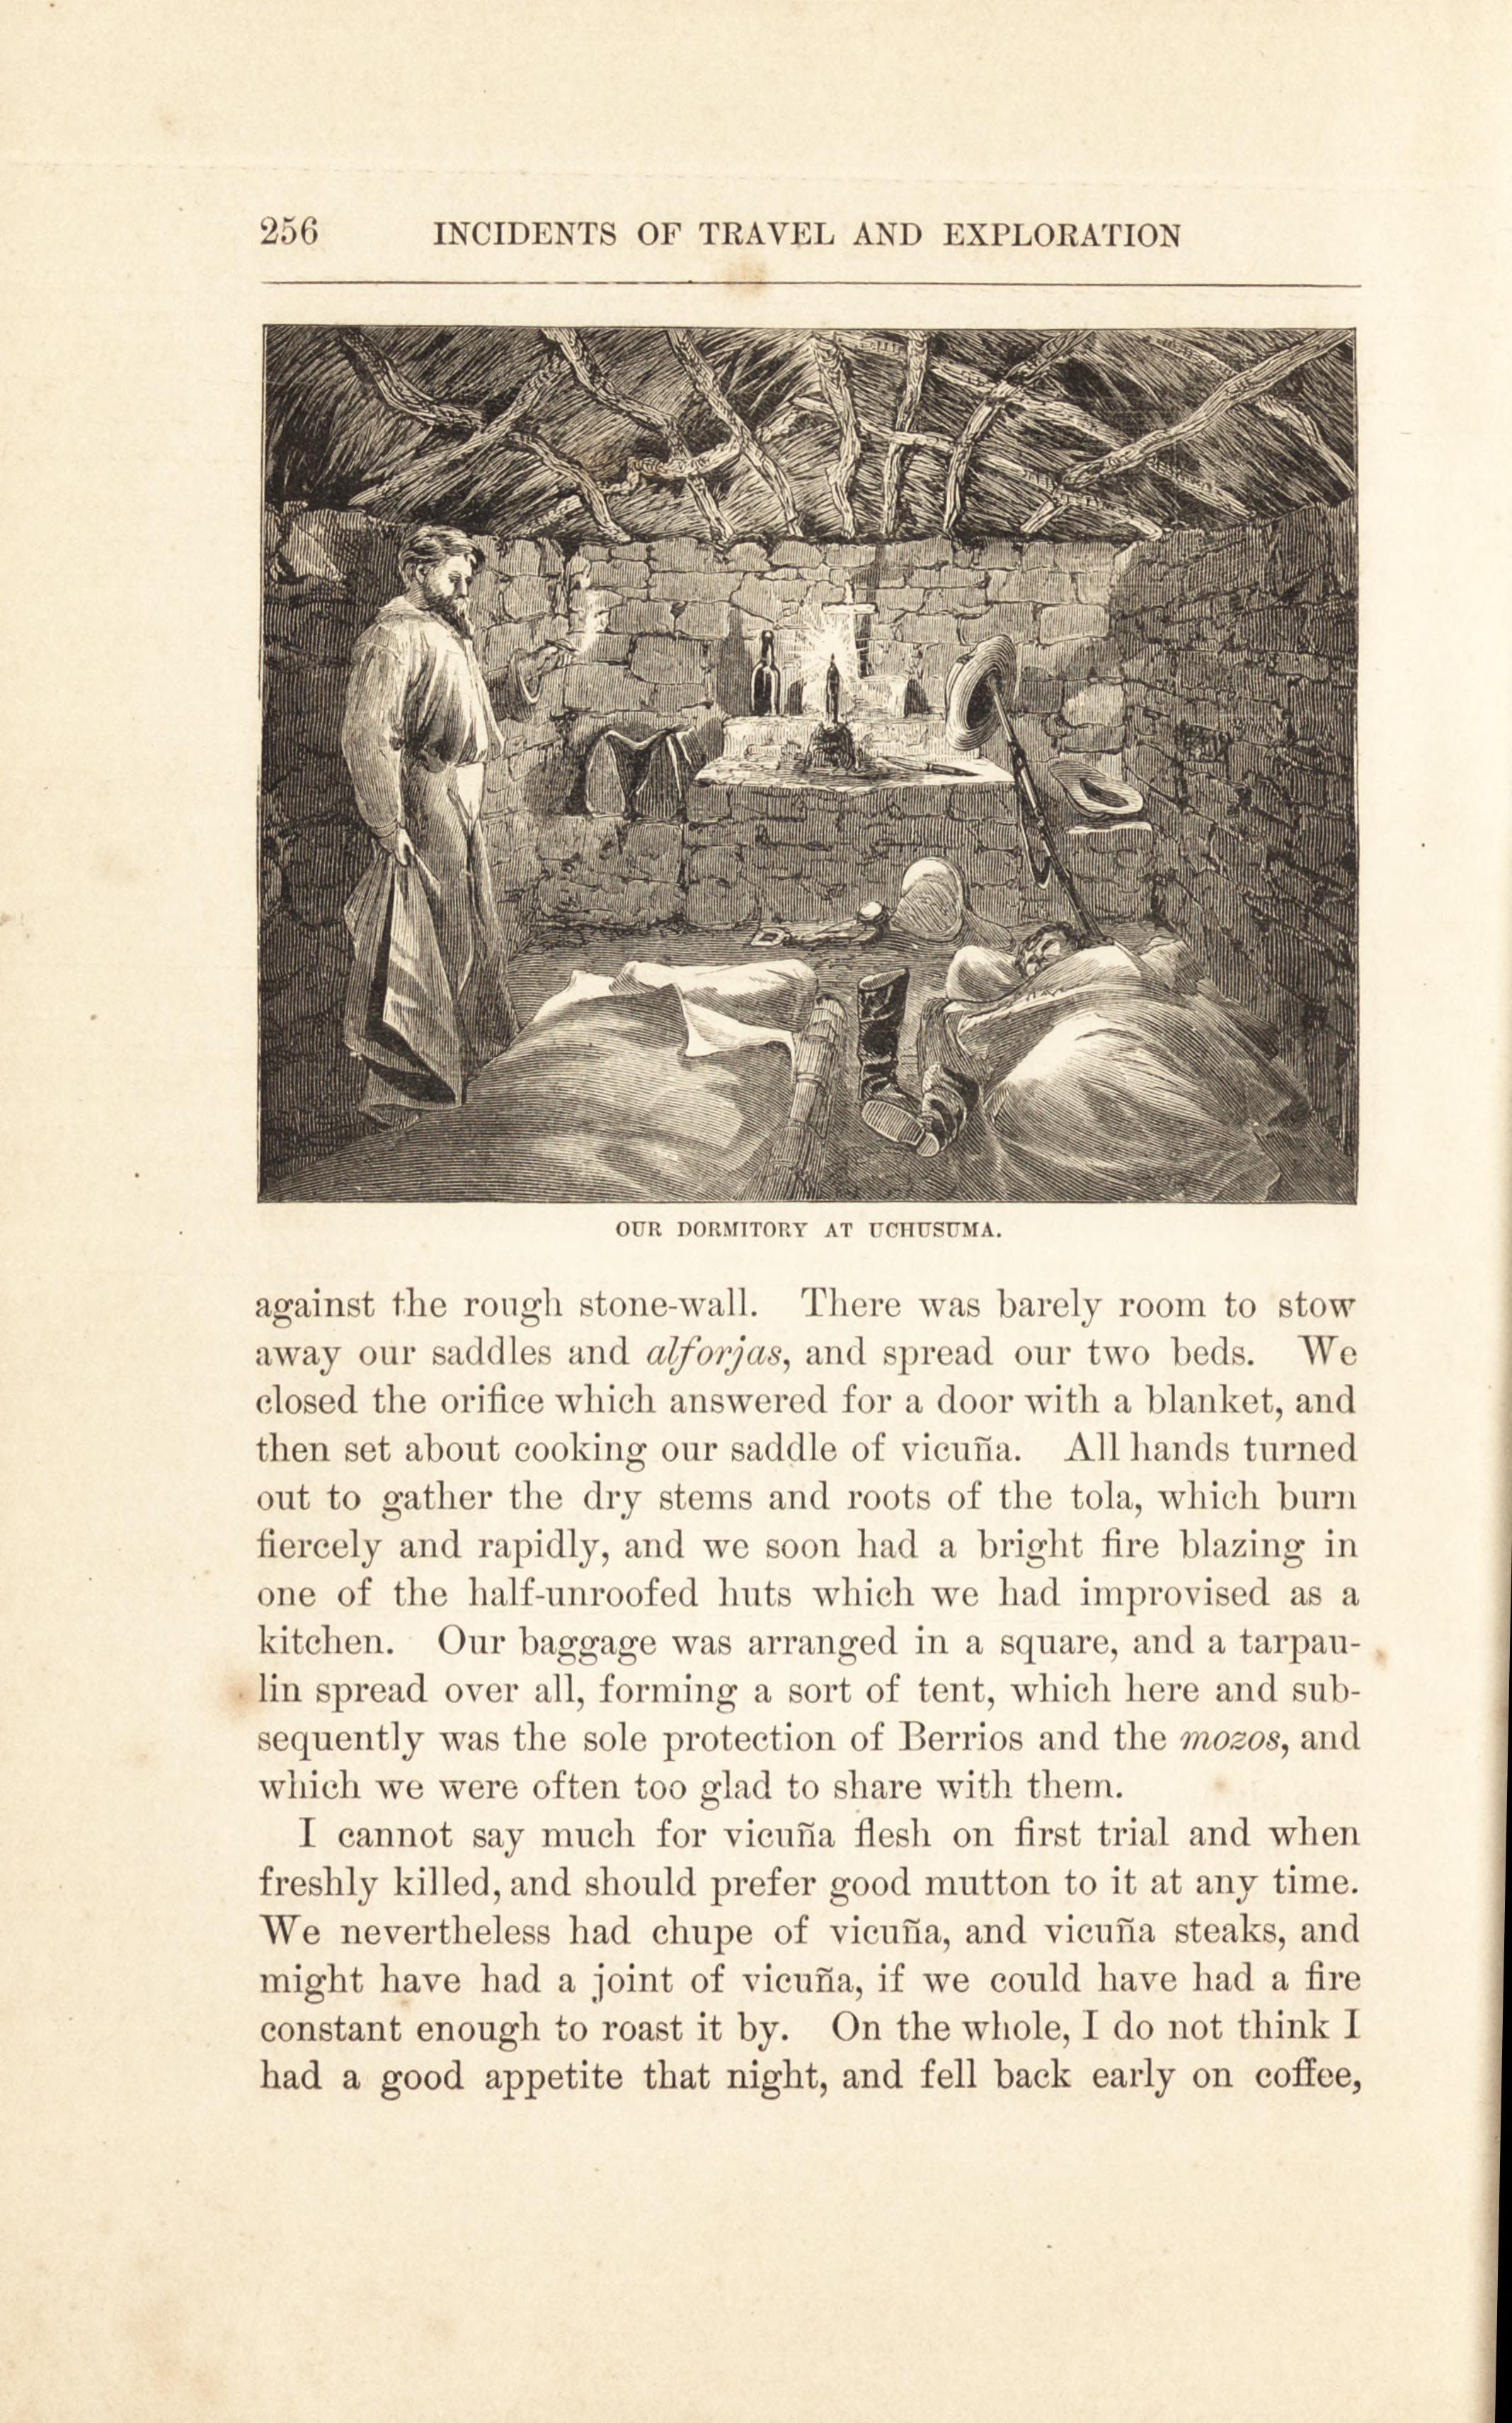 256 INCIDENTS OF TRAVEL AND EXPLORATION
OUR DORMITORY AT UCHUSUMA.
against the rough stone-wall. There was barely room to stow
away our saddles and alforjas, and spread our two beds. We
closed the orifice which answered for a door with a blanket, and
then set about cooking our saddle of vicuña. All hands turned
out to gather the dry stems and roots of the tola, which burn
fiercely and rapidly, and we soon had a bright fire blazing in
one of the half-unroofed huts which we had improvised as a
kitchen. Our baggage was arranged in a square, and a tarpau-
lin spread over all, forming a sort of tent, which here and sub-
sequently was the sole protection of Berrios and the mozos, and
which we were often too glad to share with them.
I cannot say much for vicuña flesh on first trial and when
freshly killed, and should prefer good mutton to it at any time.
We nevertheless had chupe of vicuña, and vicuña steaks, and
might have had a joint of vicuña, if we could have had a fire
constant enough to roast it by. On the whole, I do not think I
had a good appetite that night, and fell back early on coffee,